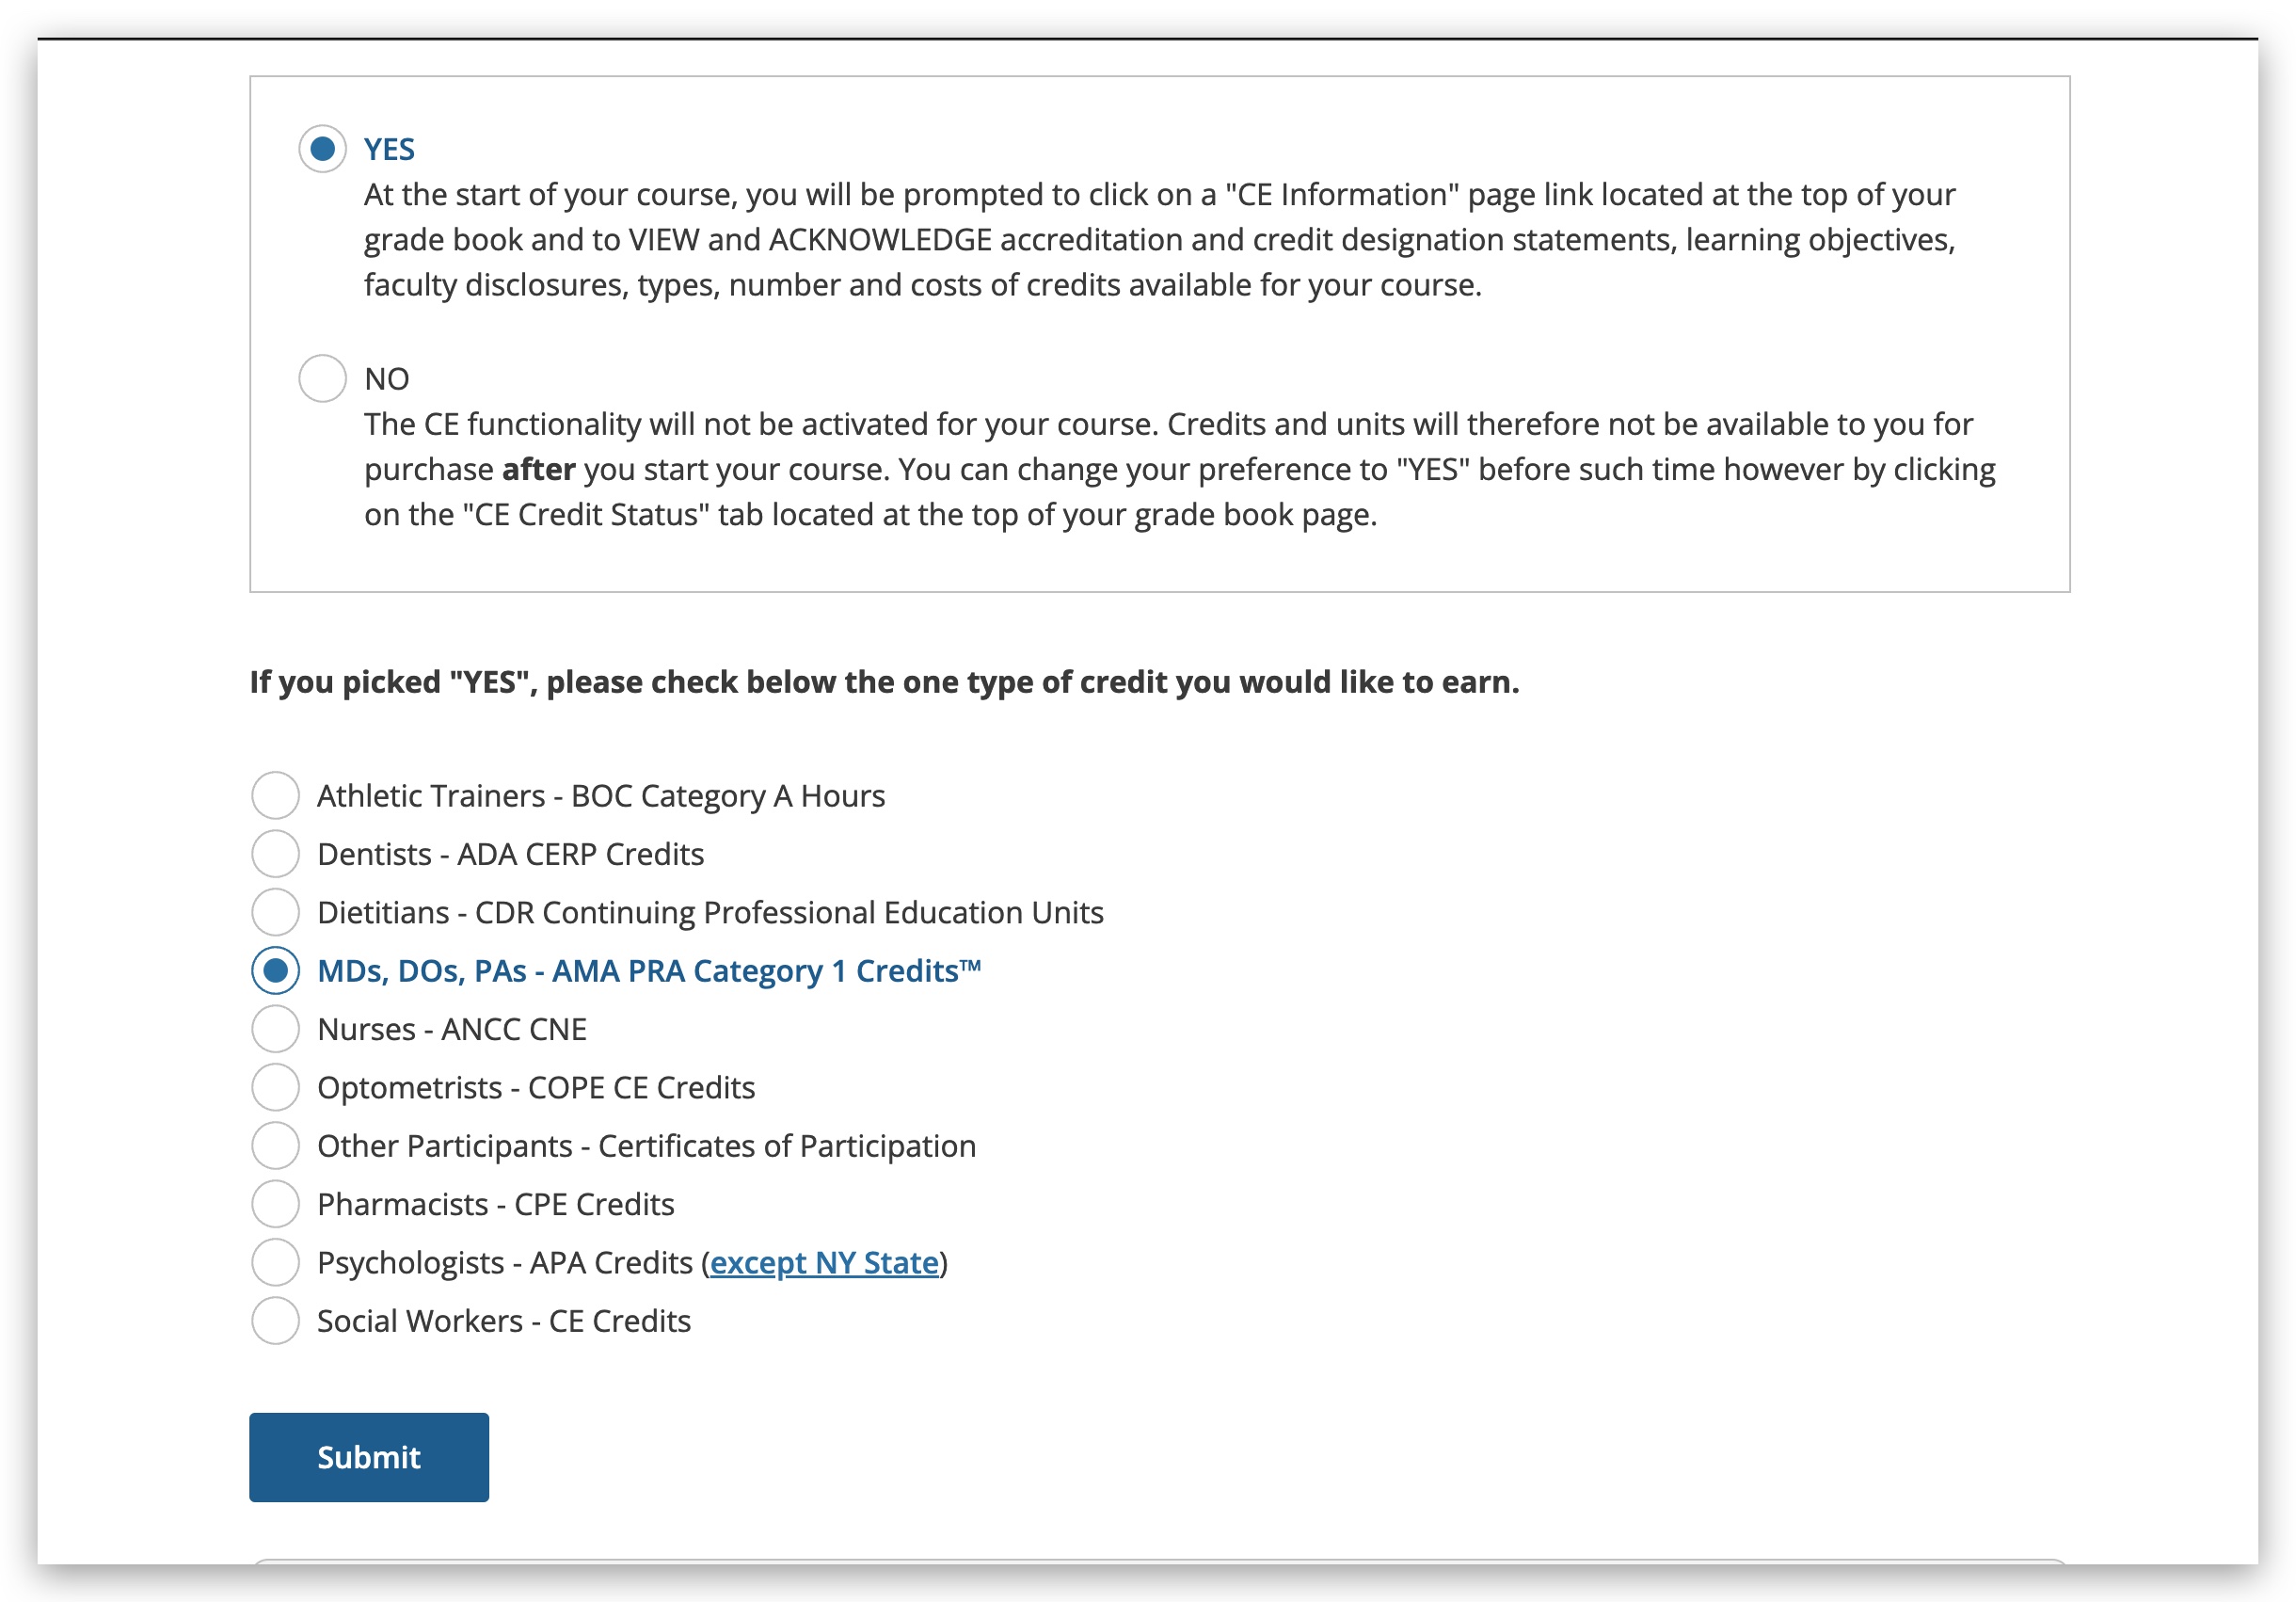 YES
At the start of your course, you will be prompted to click on a "CE Information" page link located at the top of your
grade book and to VIEW and ACKNOWLEDGE accreditation and credit designation statements, learning objectives,
faculty disclosures, types, number and costs of credits available for your course.
NO
The CE functionality will not be activated for your course. Credits and units will therefore not be available to you for
purchase after you start your course. You can change your preference to "YES" before such time however by clicking
on the "CE Credit Status" tab located at the top of your grade book page.
If you picked "YES", please check below the one type of credit you would like to earn.
Athletic Trainers - BOC Category A Hours
Dentists - ADA CERP Credits
Dietitians - CDR Continuing Professional Education Units
MDs, DOs, PAs - AMA PRA Category 1 Credits™
Nurses - ANCC CNE
Optometrists - COPE CE Credits
Other Participants - Certificates of Participation
Pharmacists - CPE Credits
Psychologists - APA Credits (except NY State)
Social Workers - CE Credits
Submit